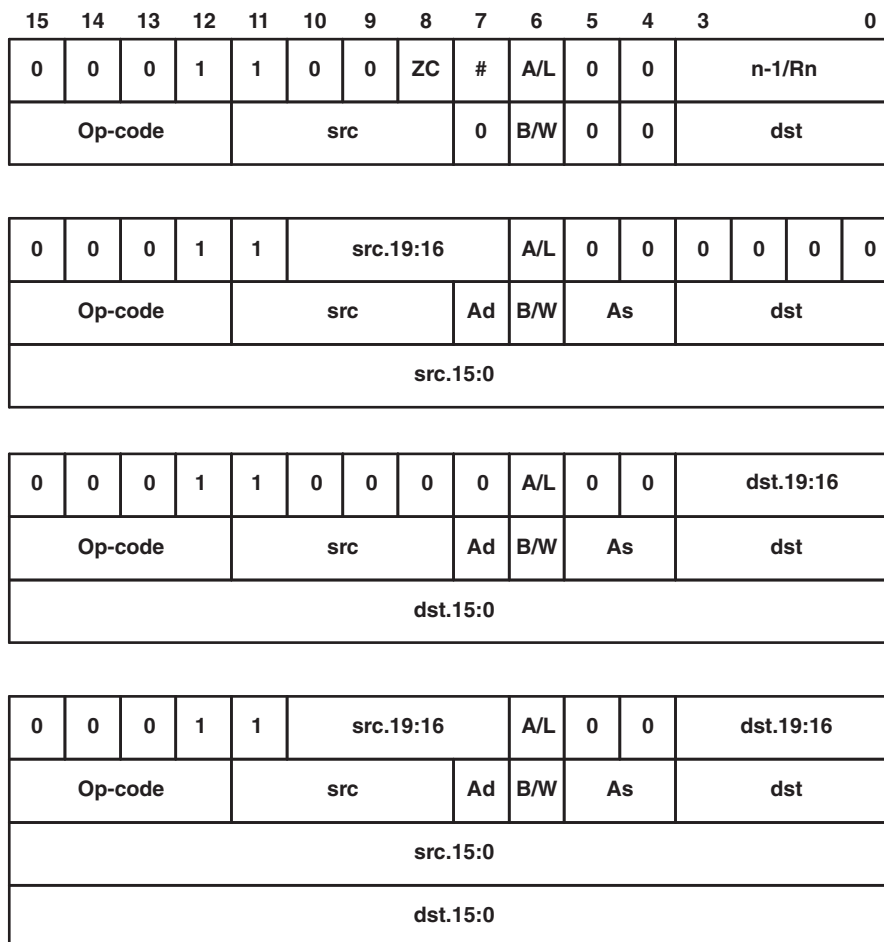 15 14 13 12 11 10 9 8 7 6 5 4 3 0
0 0 0 1 1 0 0 ZC # A/L 0 0 n-1/Rn
Op-code src 0 B/W 0 0 dst
0 0 0 1 1 src.19:16 A/L 0 0 0 0 0 0
Op-code src Ad B/W As dst
src.15:0
0 0 0 1 1 0 0 0 0 A/L 0 0 dst.19:16
Op-code src Ad B/W As dst
dst.15:0
0 0 0 1 1 src.19:16 A/L 0 0 dst.19:16
Op-code src Ad B/W As dst
src.15:0
dst.15:0